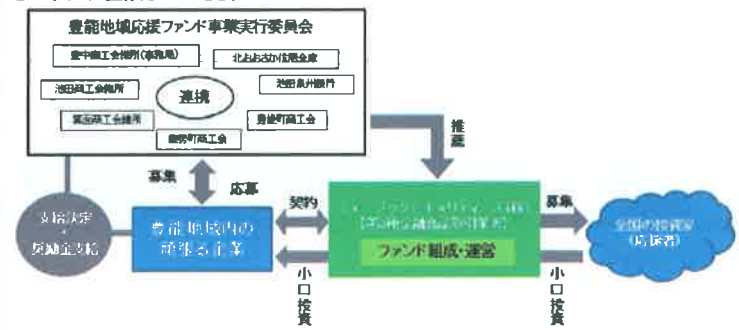 豊能地域応援ファンド事業実行委員会
豊中商工会議所(事務局)
北おおさか信用金庫
池田商工会議所
連携
池田泉州銀行
箕面商工会議所
豊能町商工会
能勢町商工会
推薦
募集
応募
支援決定
奨励金支給
豊能地域内の
頑張る企業
契約
ファンド組成・運営
募集
全国の投資家
(応援者)
小口投資
小口投資